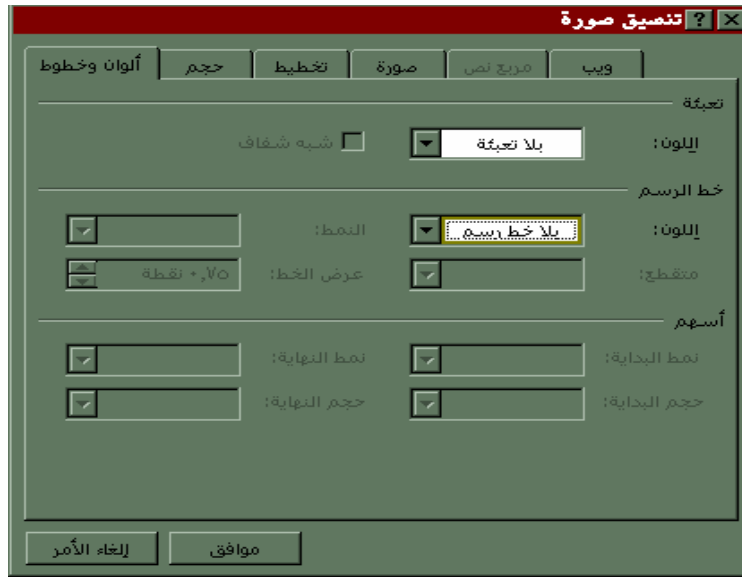 تنصيق صورة
ألوان وخطوط حجم تخطيط صورة مربع نص ويب
تعبئة
اللون: بلا تعبئة شبه شفاف
خط الرسم
اللون: بلا خط رسم النمط:
متقطع: عرض الخط: ٠,٧٥ نقطة
أسهم
نمط البداية: نمط النهاية:
حجم البداية: حجم النهاية:
موافق إلغاء الأمر